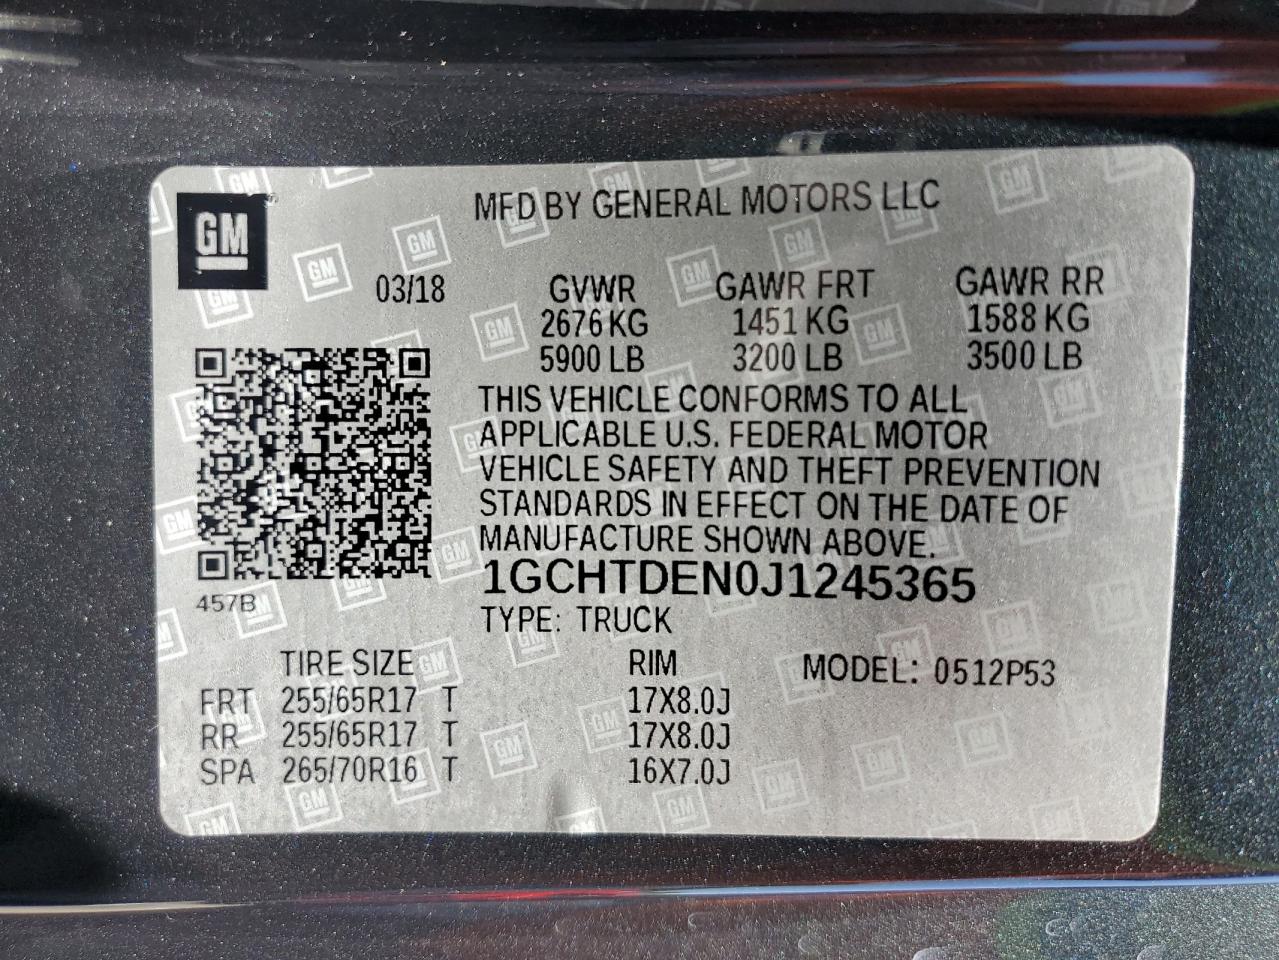 GM
MFD BY GENERAL MOTORS LLC
03/18 GVWR GAWR FRT GAWR RR
2676 KG 1451 KG 1588 KG
5900 LB 3200 LB 3500 LB
THIS VEHICLE CONFORMS TO ALL
APPLICABLE U.S. FEDERAL MOTOR
VEHICLE SAFETY AND THEFT PREVENTION
STANDARDS IN EFFECT ON THE DATE OF
MANUFACTURE SHOWN ABOVE.
1GCHTDEN0J1245365
457B
TYPE: TRUCK
TIRE SIZE RIM MODEL: 0512P53
FRT 255/65R17 T 17X8.0J
RR 255/65R17 T 17X8.0J
SPA 265/70R16 T 16X7.0J